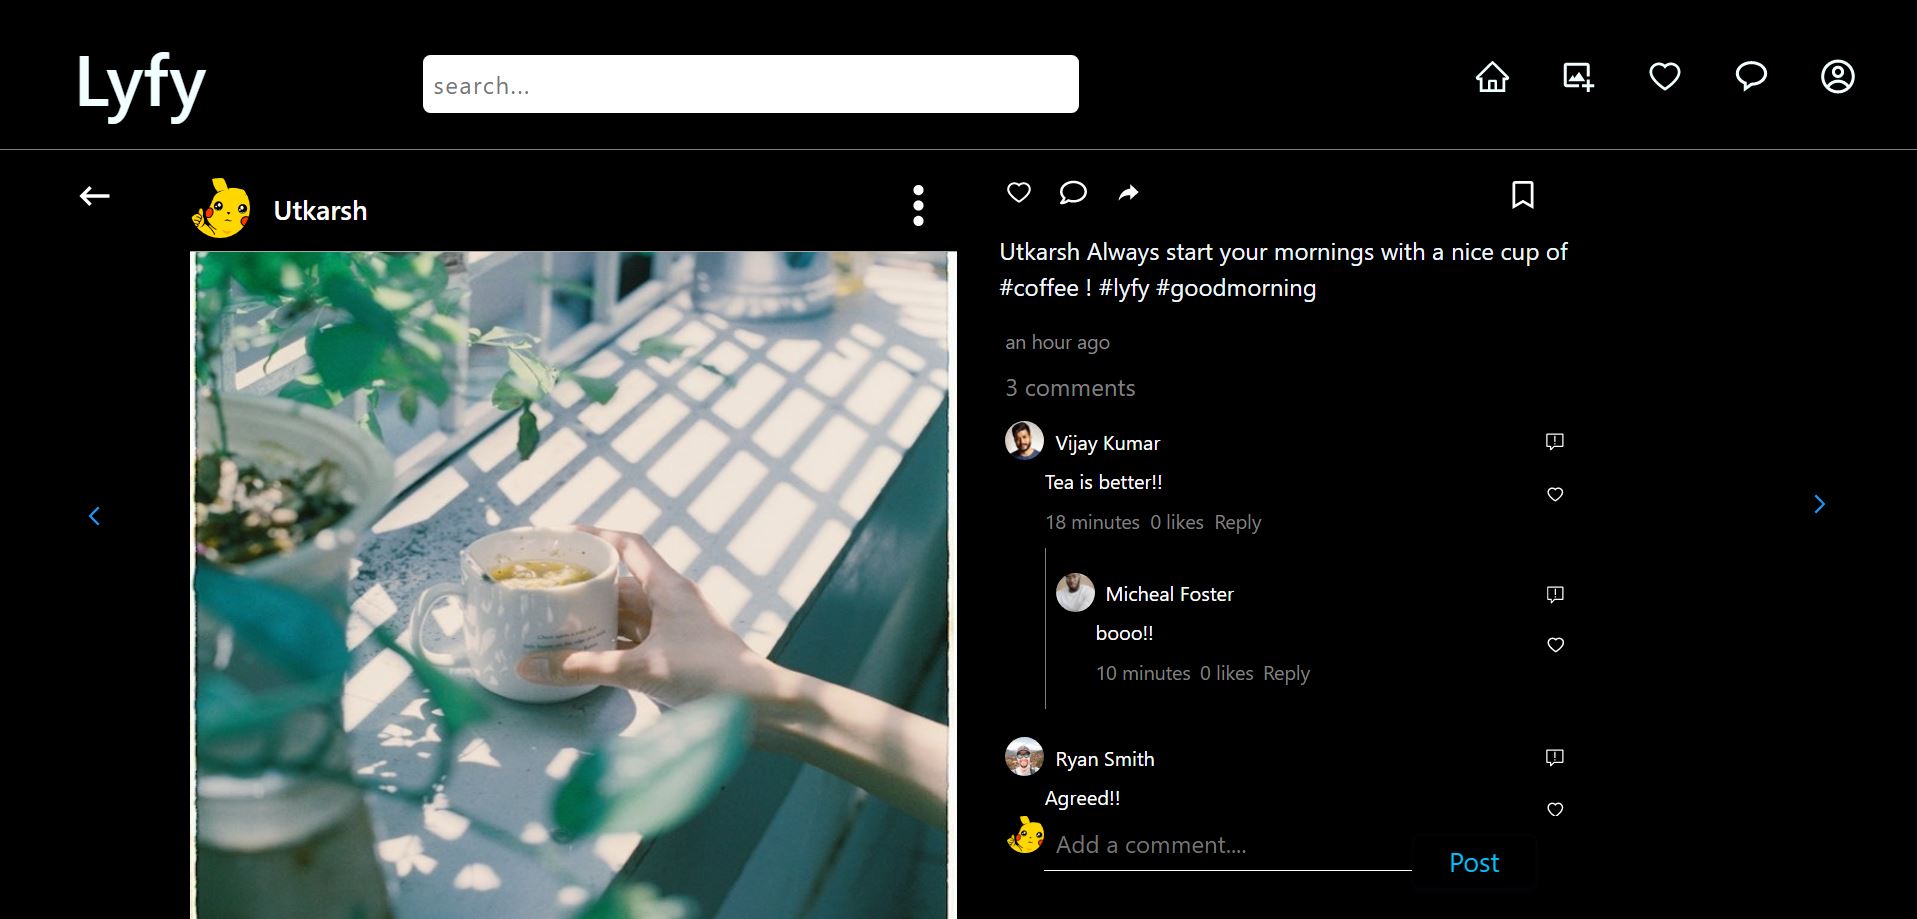 Lyfy
search...
Utkarsh
Utkarsh Always start your mornings with a nice cup of
#coffee ! #lyfy #goodmorning
an hour ago
3 comments
Vijay Kumar
Tea is better!!
18 minutes 0 likes Reply
Micheal Foster
booo!!
10 minutes 0 likes Reply
Ryan Smith
Agreed!!
Add a comment....
Post